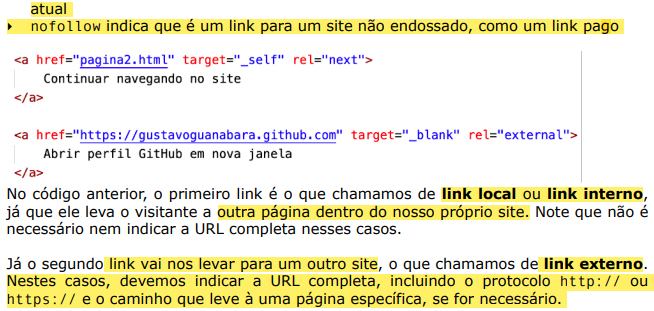 atual
‣ nofollow indica que é um link para um site não endossado, como um link pago
<a href="pagina2.html" target="_self" rel="next">
Continuar navegando no site
</a>
<a href="https://gustavoguanabara.github.com" target="_blank" rel="external">
Abrir perfil GitHub em nova janela
</a>
No código anterior, o primeiro link é o que chamamos de link local ou link interno,
já que ele leva o visitante a outra página dentro do nosso próprio site. Note que não é
necessário nem indicar a URL completa nesses casos.
Já o segundo link vai nos levar para um outro site, o que chamamos de link externo.
Nestes casos, devemos indicar a URL completa, incluindo o protocolo http:// ou
https:// e o caminho que leve à uma página específica, se for necessário.